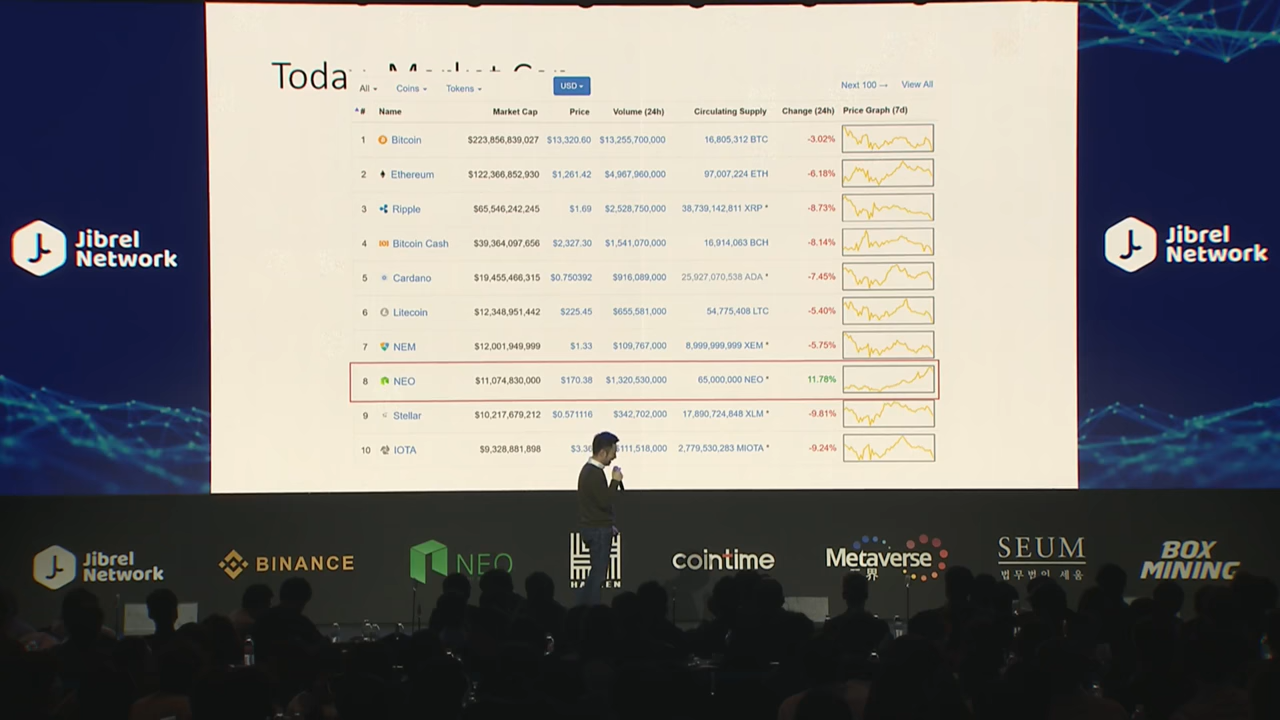 Today
All
Coins
Tokens
USD
Next 100 →
View All
# Name Market Cap Price Volume (24h) Circulating Supply Change (24h) Price Graph (7d)
1 Bitcoin $223,856,839,027 $13,320.60 $13,255,700,000 16,805,312 BTC -3.02%
2 Ethereum $122,366,852,930 $1,261.42 $4,967,960,000 97,007,224 ETH -6.18%
3 Ripple $65,546,242,245 $1.69 $2,528,750,000 38,739,142,811 XRP * -8.73%
4 Bitcoin Cash $39,364,097,656 $2,327.30 $1,541,070,000 16,914,063 BCH -8.14%
5 Cardano $19,455,466,315 $0.750392 $916,089,000 25,927,070,538 ADA * -7.45%
6 Litecoin $12,348,951,442 $225.45 $655,581,000 54,775,408 LTC -5.40%
7 NEM $12,001,949,999 $1.33 $109,767,000 8,999,999,999 XEM * -5.75%
8 NEO $11,074,830,000 $170.38 $1,320,530,000 65,000,000 NEO * 11.78%
9 Stellar $10,217,679,212 $0.571116 $342,702,000 17,890,724,848 XLM * -9.81%
10 IOTA $9,328,881,898 $3.36 $111,518,000 2,779,530,283 MIOTA * -9.24%
Jibrel
Network
Jibrel
Network
Jibrel
Network
BINANCE
NEO
cointime
Metaverse
界
SEUM
법무법인 세움
BOX
MINING